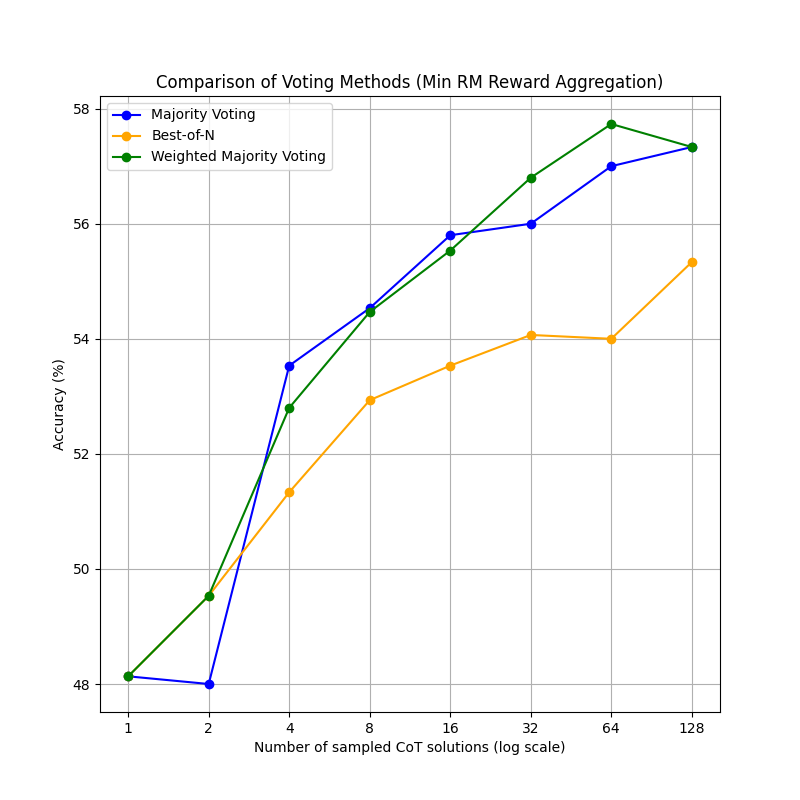 Comparison of Voting Methods (Min RM Reward Aggregation)
Majority Voting
Best-of-N
Weighted Majority Voting
58
56
54
52
50
48
Accuracy (%)
1 2 4 8 16 32 64 128
Number of sampled CoT solutions (log scale)